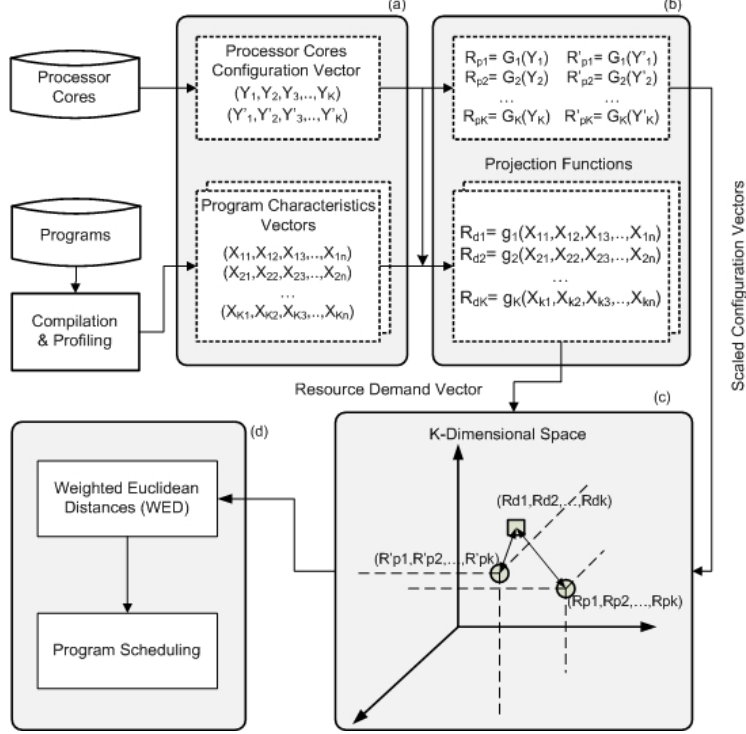 (a)
(b)
Processor
Cores
Processor Cores
Configuration Vector
(Y1,Y2,Y3,..,YK)
(Y'1,Y'2,Y'3,..,Y'K)
Rp1= G1(Y1) R'p1= G1(Y'1)
Rp2= G2(Y2) R'p2= G2(Y'2)
... ...
RpK= GK(YK) R'pK= GK(Y'K)
Projection Functions
Programs
Compilation
& Profiling
Program Characteristics
Vectors
(X11,X12,X13,..,X1n)
(X21,X22,X23,..,X2n)
...
(XK1,XK2,XK3,..,XKn)
Rd1= g1(X11,X12,X13,..,X1n)
Rd2= g2(X21,X22,X23,..,X2n)
...
RdK= gK(Xk1,Xk2,Xk3,..,Xkn)
Scaled Configuration Vectors
Resource Demand Vector
(c)
K-Dimensional Space
(Rd1,Rd2,...,Rdk)
(R'p1,R'p2,...,R'pk)
(Rp1,Rp2,...,Rpk)
(d)
Weighted Euclidean
Distances (WED)
Program Scheduling